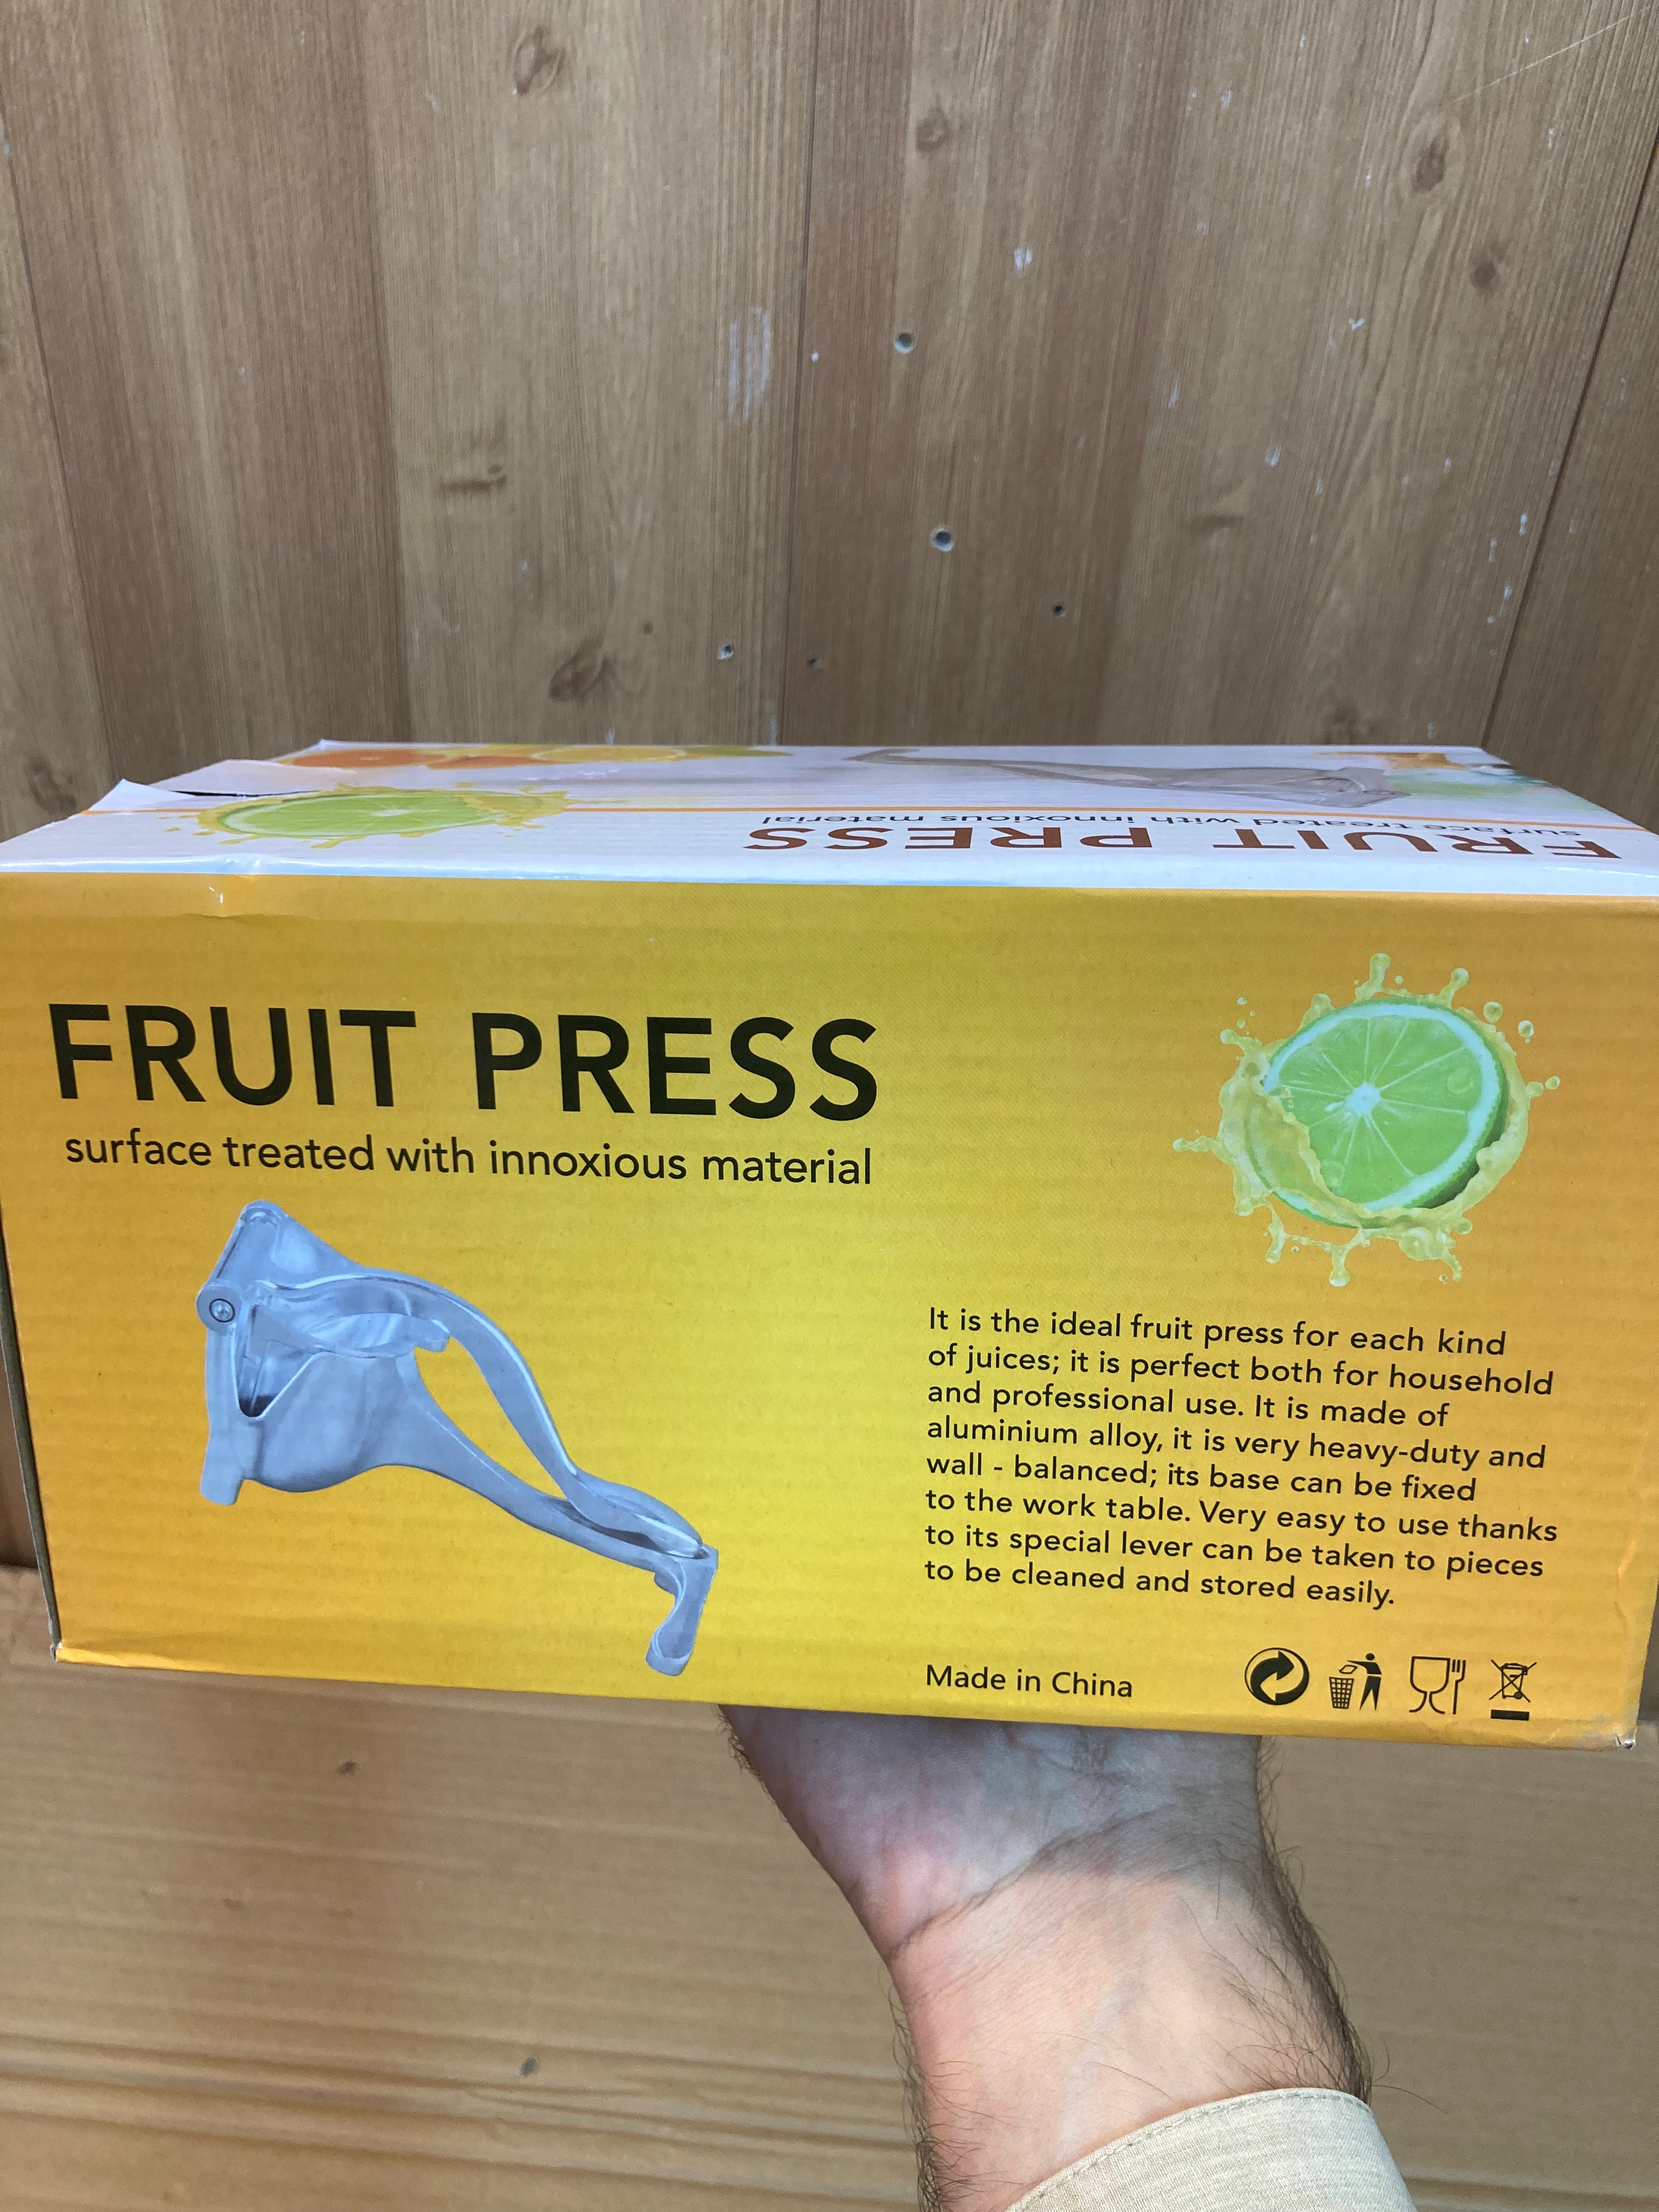 surface treated with innoxious material
FRUIT PRESS
FRUIT PRESS
surface treated with innoxious material
It is the ideal fruit press for each kind
of juices; it is perfect both for household
and professional use. It is made of
aluminium alloy, it is very heavy-duty and
wall - balanced; its base can be fixed
to the work table. Very easy to use thanks
to its special lever can be taken to pieces
to be cleaned and stored easily.
Made in China